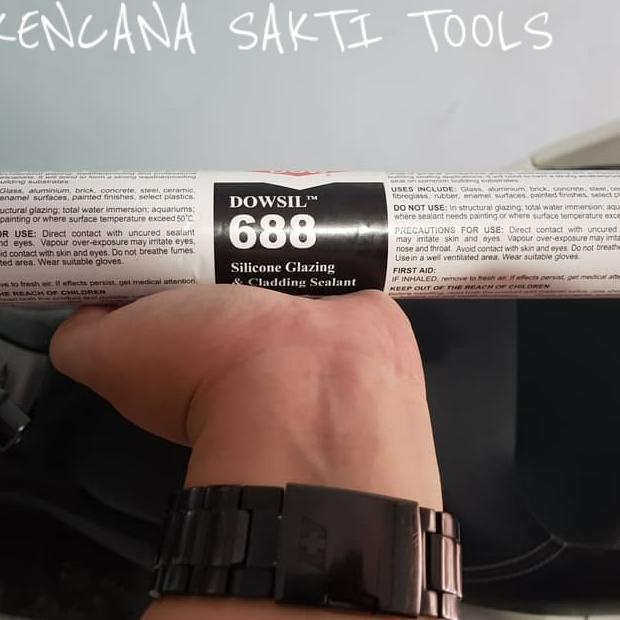 KENCANA SAKTI TOOLS
DOWSIL™
688
Silicone Glazing
& Cladding Sealant
Glass, aluminium, brick, concrete, steel, ceramic,
enamel surfaces, painted finishes, select plastics.
uctural glazing; total water immersion; aquariums;
painting or where surface temperature exceed 50°C.
OR USE: Direct contact with uncured sealant
nd eyes. Vapour over-exposure may irritate eyes,
id contact with skin and eyes. Do not breathe fumes.
ted area. Wear suitable gloves.
ve to fresh air. If effects persist, get medical attention
HE REACH OF CHILDREN
USES INCLUDE: Glass, aluminium, brick, concrete, steel, cer
fibreglass, rubber, enamel surfaces, painted finishes, select
DO NOT USE: In structural glazing; total water immersion; aqua
where sealant needs painting or where surface temperature exce
PRECAUTIONS FOR USE: Direct contact with uncured
may irritate skin and eyes. Vapour over-exposure may irrita
nose and throat. Avoid contact with skin and eyes. Do not breathe
Use in a well ventilated area. Wear suitable gloves.
FIRST AID:
IF INHALED: remove to fresh air. If effects persist, get medical atte
KEEP OUT OF THE REACH OF CHILDREN